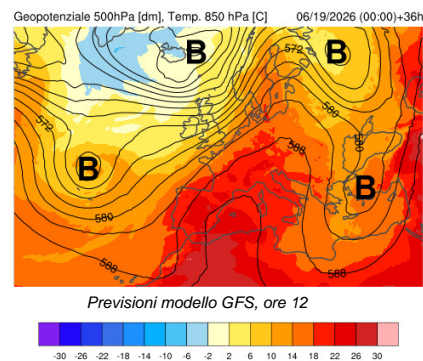 Geopotenziale 500hPa [dm], Temp. 850 hPa [C] 06/19/2026 (00:00)+36h
B B
572
572 580
580
588
B
B
580
588
588
Previsioni modello GFS, ore 12
-30 -26 -22 -18 -14 -10 -6 -2 2 6 10 14 18 22 26 30